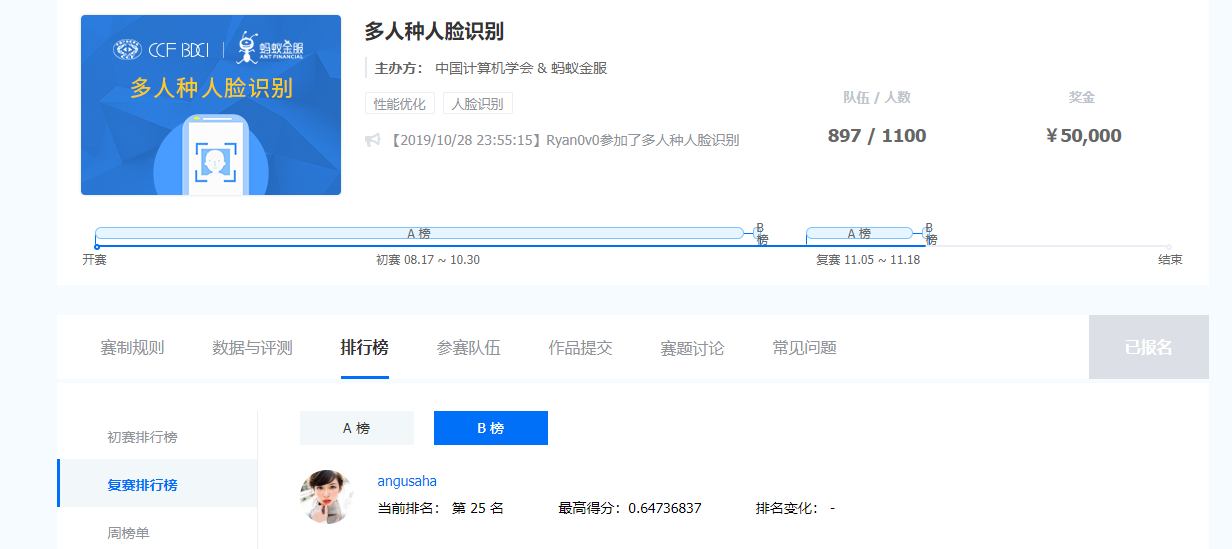 CCF BDCI
蚂蚁金服
ANT FINANCIAL
多人种人脸识别
多人种人脸识别
主办方： 中国计算机学会 & 蚂蚁金服
性能优化 人脸识别
【2019/10/28 23:55:15】Ryan0v0参加了多人种人脸识别
队伍 / 人数 奖金
897 / 1100 ¥50,000
A 榜 B 榜 A 榜 B 榜
开赛 初赛 08.17 ~ 10.30 复赛 11.05 ~ 11.18 结束
赛制规则 数据与评测 排行榜 参赛队伍 作品提交 赛题讨论 常见问题 已报名
初赛排行榜
复赛排行榜
周榜单
A 榜 B 榜
angusaha
当前排名： 第 25 名 最高得分：0.64736837 排名变化： -